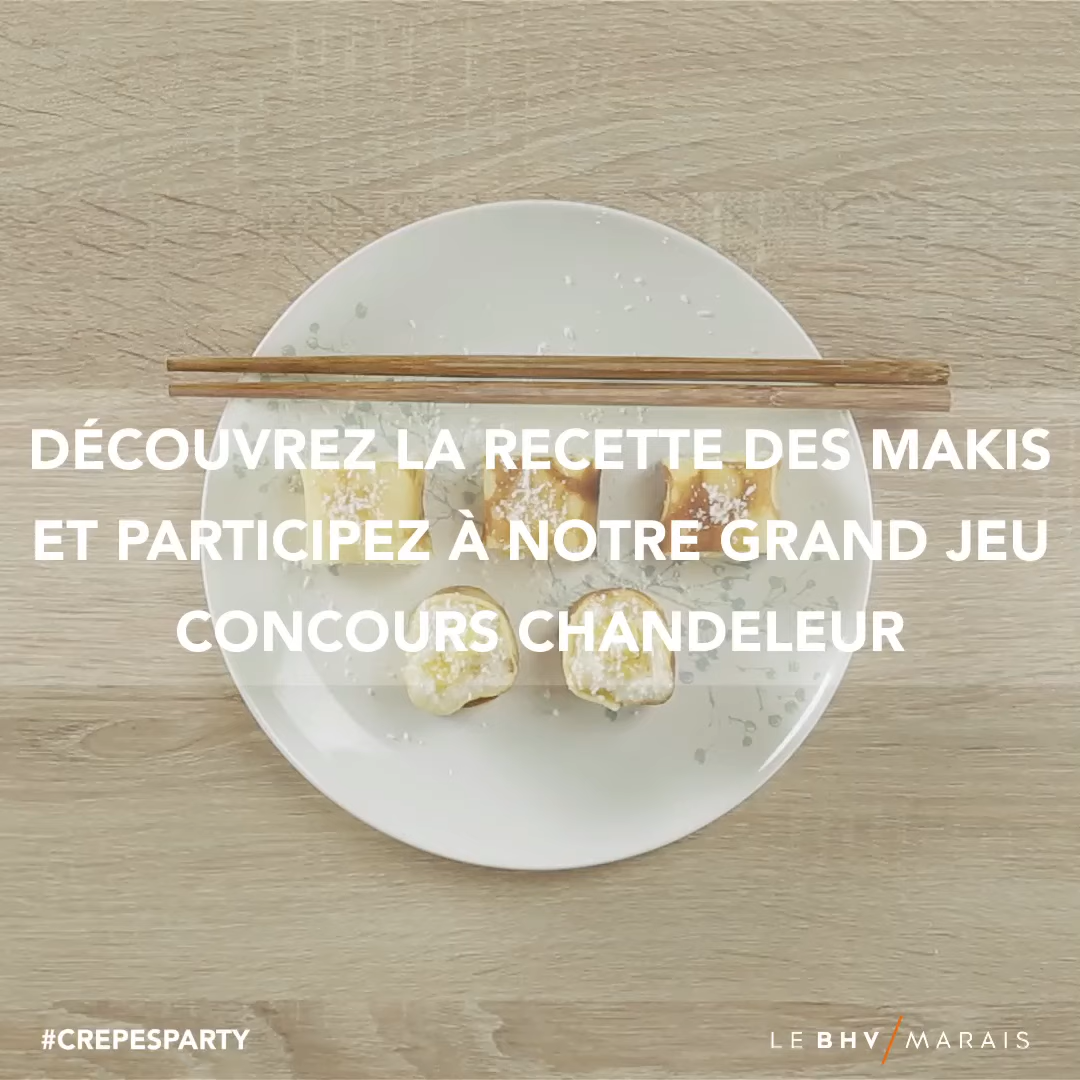 DÉCOUVREZ LA RECETTE DES MAKIS
ET PARTICIPEZ À NOTRE GRAND JEU
CONCOURS CHANDELEUR
#CREPESPARTY
LE BHV/MARAIS